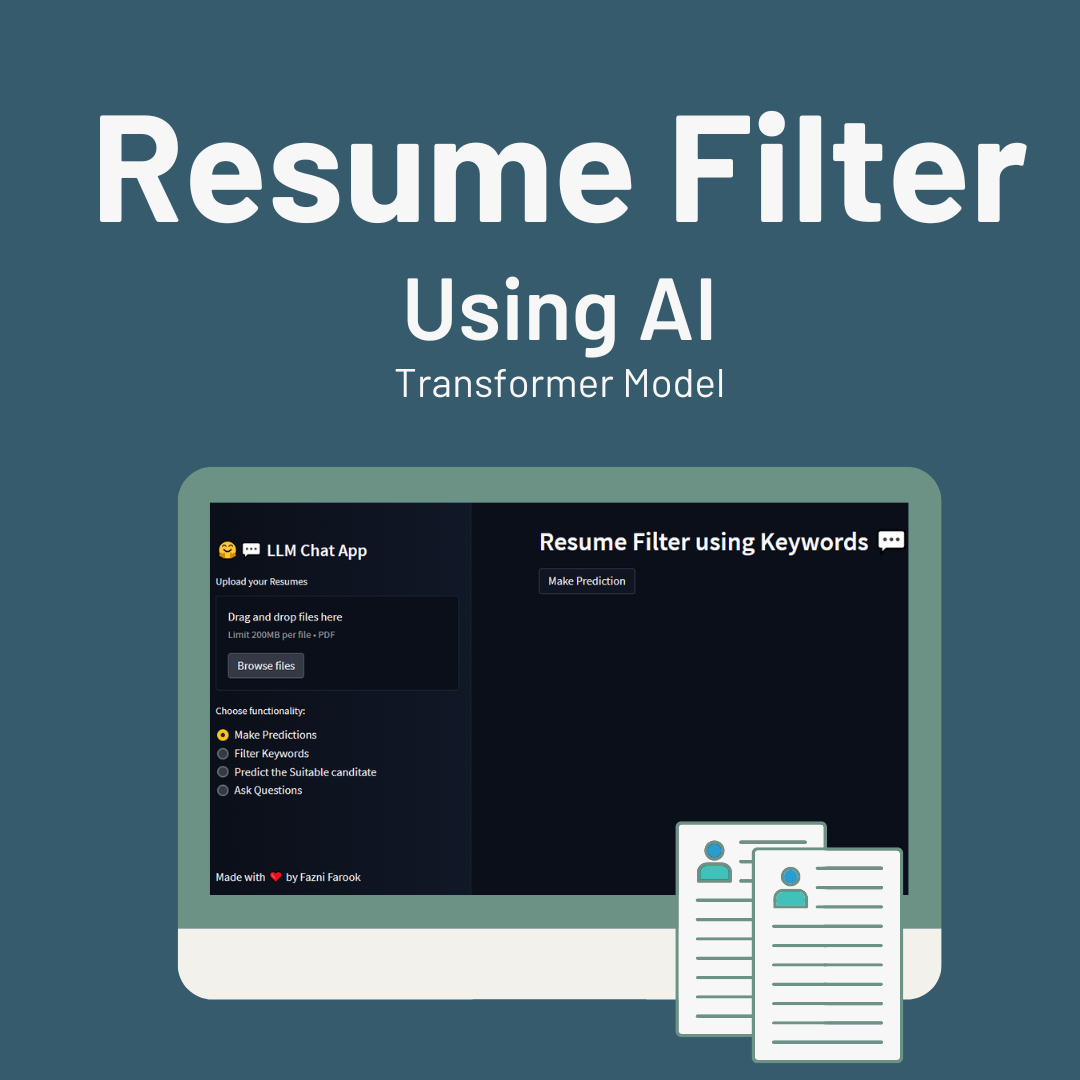 Resume Filter
Using AI
Transformer Model
🤗💬 LLM Chat App
Upload your Resumes
Drag and drop files here
Limit 200MB per file • PDF
Browse files
Choose functionality:
Make Predictions
Filter Keywords
Predict the Suitable canditate
Ask Questions
Made with ❤️ by Fazni Farook
Resume Filter using Keywords 💬
Make Prediction